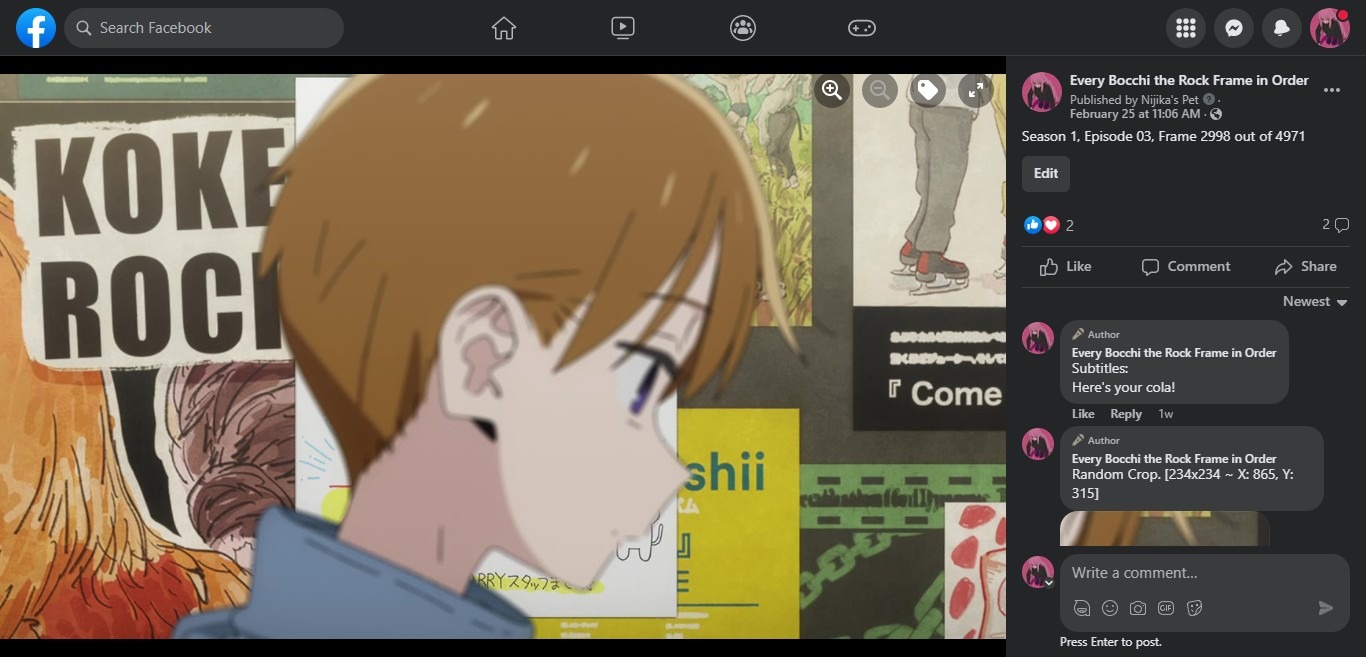 Search Facebook
KOKE
ROC
『 Come
shii
』
E
RRYスタッフま
Every Bocchi the Rock Frame in Order
Published by Nijika's Pet ·
February 25 at 11:06 AM ·
Season 1, Episode 03, Frame 2998 out of 4971
Edit
2
2
Like
Comment
Share
Newest
Author
Every Bocchi the Rock Frame in Order
Subtitles:
Here's your cola!
Like Reply 1w
Author
Every Bocchi the Rock Frame in Order
Random Crop. [234x234 ~ X: 865, Y:
315]
Write a comment...
GIF
Press Enter to post.